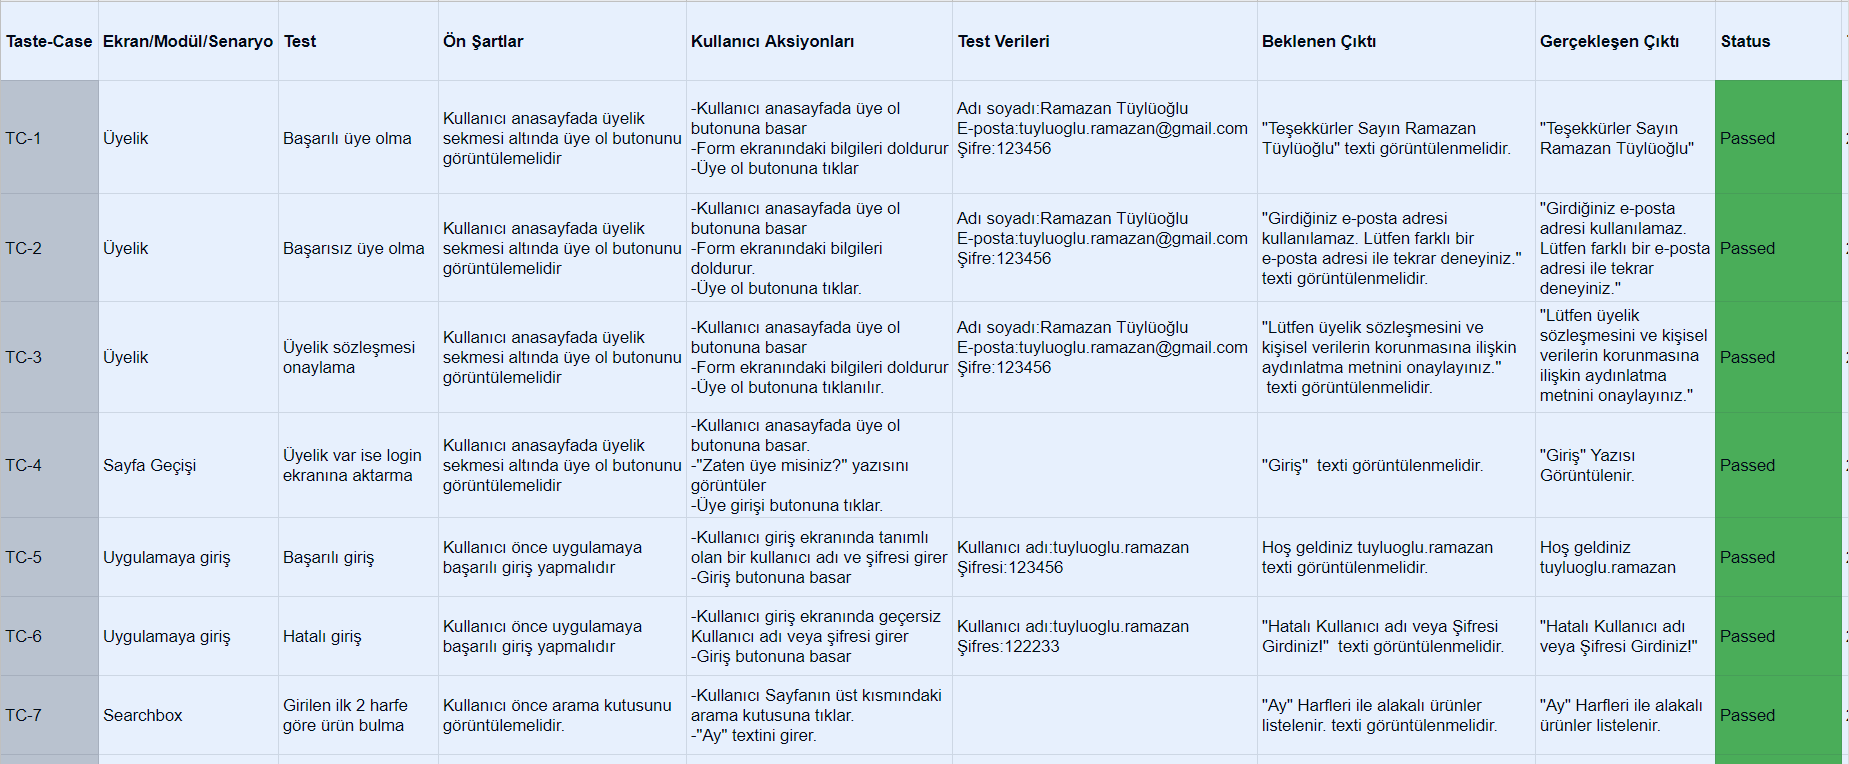 Taste-Case
Ekran/Modül/Senaryo
Test
Ön Şartlar
Kullanıcı Aksiyonları
Test Verileri
Beklenen Çıktı
Gerçekleşen Çıktı
Status
TC-1
Üyelik
Başarılı üye olma
Kullanıcı anasayfada üyelik
sekmesi altında üye ol butonunu
görüntülemelidir
-Kullanıcı anasayfada üye ol
butonuna basar
-Form ekranındaki bilgileri doldurur
-Üye ol butonuna tıklar
Adı soyadı:Ramazan Tüylüoğlu
E-posta:tuyluoglu.ramazan@gmail.com
Şifre:123456
"Teşekkürler Sayın Ramazan
Tüylüoğlu" texti görüntülenmelidir.
"Teşekkürler Sayın
Ramazan Tüylüoğlu"
Passed
TC-2
Üyelik
Başarısız üye olma
Kullanıcı anasayfada üyelik
sekmesi altında üye ol butonunu
görüntülemelidir
-Kullanıcı anasayfada üye ol
butonuna basar
-Form ekranındaki bilgileri
doldurur.
-Üye ol butonuna tıklar.
Adı soyadı:Ramazan Tüylüoğlu
E-posta:tuyluoglu.ramazan@gmail.com
Şifre:123456
"Girdiğiniz e-posta adresi
kullanılamaz. Lütfen farklı bir
e-posta adresi ile tekrar deneyiniz."
texti görüntülenmelidir.
"Girdiğiniz e-posta
adresi kullanılamaz.
Lütfen farklı bir e-posta
adresi ile tekrar
deneyiniz."
Passed
TC-3
Üyelik
Üyelik sözleşmesi
onaylama
Kullanıcı anasayfada üyelik
sekmesi altında üye ol butonunu
görüntülemelidir
-Kullanıcı anasayfada üye ol
butonuna basar
-Form ekranındaki bilgileri doldurur
-Üye ol butonuna tıklanılır.
Adı soyadı:Ramazan Tüylüoğlu
E-posta:tuyluoglu.ramazan@gmail.com
Şifre:123456
"Lütfen üyelik sözleşmesini ve
kişisel verilerin korunmasına ilişkin
aydınlatma metnini onaylayınız."
texti görüntülenmelidir.
"Lütfen üyelik
sözleşmesini ve kişisel
verilerin korunmasına
ilişkin aydınlatma
metnini onaylayınız."
Passed
TC-4
Sayfa Geçişi
Üyelik var ise login
ekranına aktarma
Kullanıcı anasayfada üyelik
sekmesi altında üye ol butonunu
görüntülemelidir
-Kullanıcı anasayfada üye ol
butonuna basar.
-"Zaten üye misiniz?" yazısını
görüntüler
-Üye girişi butonuna tıklar.
"Giriş"  texti görüntülenmelidir.
"Giriş" Yazısı
Görüntülenir.
Passed
TC-5
Uygulamaya giriş
Başarılı giriş
Kullanıcı önce uygulamaya
başarılı giriş yapmalıdır
-Kullanıcı giriş ekranında tanımlı
olan bir kullanıcı adı ve şifresi girer
-Giriş butonuna basar
Kullanıcı adı:tuyluoglu.ramazan
Şifresi:123456
Hoş geldiniz tuyluoglu.ramazan
texti görüntülenmelidir.
Hoş geldiniz
tuyluoglu.ramazan
Passed
TC-6
Uygulamaya giriş
Hatalı giriş
Kullanıcı önce uygulamaya
başarılı giriş yapmalıdır
-Kullanıcı giriş ekranında geçersiz
Kullanıcı adı veya şifresi girer
-Giriş butonuna basar
Kullanıcı adı:tuyluoglu.ramazan
Şifres:122233
"Hatalı Kullanıcı adı veya Şifresi
Girdiniz!"  texti görüntülenmelidir.
"Hatalı Kullanıcı adı
veya Şifresi Girdiniz!"
Passed
TC-7
Searchbox
Girilen ilk 2 harfe
göre ürün bulma
Kullanıcı önce arama kutusunu
görüntülemelidir.
-Kullanıcı Sayfanın üst kısmındaki
arama kutusuna tıklar.
-"Ay" textini girer.
"Ay" Harfleri ile alakalı ürünler
listelenir. texti görüntülenmelidir.
"Ay" Harfleri ile alakalı
ürünler listelenir.
Passed